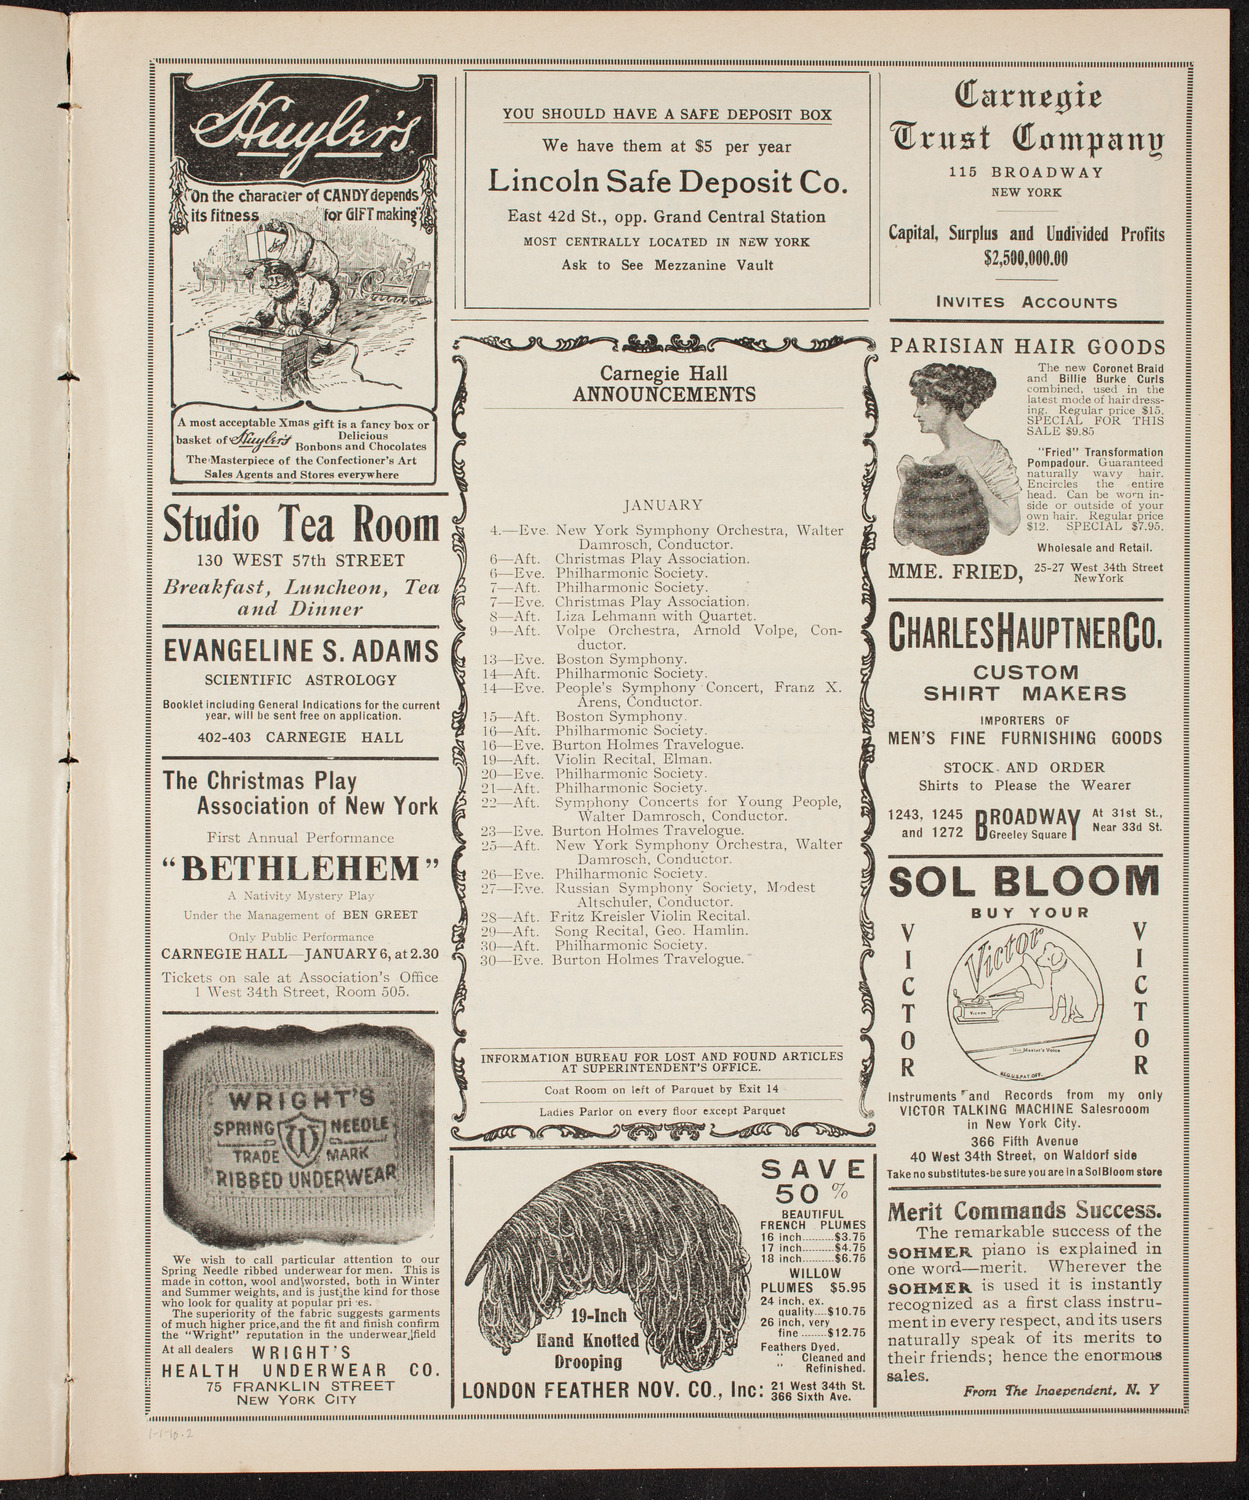 Huyler's
"On the character of CANDY depends
its fitness for GIFT making"
A most acceptable Xmas gift is a fancy box or
basket of Huyler's Delicious
Bonbons and Chocolates
The Masterpiece of the Confectioner's Art
Sales Agents and Stores everywhere
Studio Tea Room
130 WEST 57th STREET
Breakfast, Luncheon, Tea
and Dinner
EVANGELINE S. ADAMS
SCIENTIFIC ASTROLOGY
Booklet including General Indications for the current
year, will be sent free on application.
402-403 CARNEGIE HALL
The Christmas Play
Association of New York
First Annual Performance
"BETHLEHEM"
A Nativity Mystery Play
Under the Management of BEN GREET
Only Public Performance
CARNEGIE HALL—JANUARY 6, at 2.30
Tickets on sale at Association's Office
1 West 34th Street, Room 505.
WRIGHT'S
SPRING NEEDLE
TRADE MARK
RIBBED UNDERWEAR
We wish to call particular attention to our
Spring Needle ribbed underwear for men. This is
made in cotton, wool and worsted, both in Winter
and Summer weights, and is just the kind for those
who look for quality at popular pri es.
The superiority of the fabric suggests garments
of much higher price, and the fit and finish confirm
the "Wright" reputation in the underwear field
At all dealers WRIGHT'S
HEALTH UNDERWEAR CO.
75 FRANKLIN STREET
NEW YORK CITY
YOU SHOULD HAVE A SAFE DEPOSIT BOX
We have them at $5 per year
Lincoln Safe Deposit Co.
East 42d St., opp. Grand Central Station
MOST CENTRALLY LOCATED IN NEW YORK
Ask to See Mezzanine Vault
Carnegie Hall
ANNOUNCEMENTS
JANUARY
4.—Eve. New York Symphony Orchestra, Walter
Damrosch, Conductor.
6—Aft. Christmas Play Association.
6—Eve. Philharmonic Society.
7—Aft. Philharmonic Society.
7—Eve. Christmas Play Association.
8—Aft. Liza Lehmann with Quartet.
9—Aft. Volpe Orchestra, Arnold Volpe, Con-
ductor.
13—Eve. Boston Symphony.
14—Aft. Philharmonic Society.
14—Eve. People's Symphony Concert, Franz X.
Arens, Conductor.
15—Aft. Boston Symphony.
16—Aft. Philharmonic Society.
16—Eve. Burton Holmes Travelogue.
19—Aft. Violin Recital, Elman.
20—Eve. Philharmonic Society.
21—Aft. Philharmonic Society.
22—Aft. Symphony Concerts for Young People,
Walter Damrosch, Conductor.
23—Eve. Burton Holmes Travelogue.
25—Aft. New York Symphony Orchestra, Walter
Damrosch, Conductor.
26—Eve. Philharmonic Society.
27—Eve. Russian Symphony Society, Modest
Altschuler, Conductor.
28—Aft. Fritz Kreisler Violin Recital.
29—Aft. Song Recital, Geo. Hamlin.
30—Aft. Philharmonic Society.
30—Eve. Burton Holmes Travelogue.
INFORMATION BUREAU FOR LOST AND FOUND ARTICLES
AT SUPERINTENDENT'S OFFICE.
Coat Room on left of Parquet by Exit 14
Ladies Parlor on every floor except Parquet
19-Inch
Hand Knotted
Drooping
SAVE
50 %
BEAUTIFUL
FRENCH PLUMES
16 inch..........$3.75
17 inch..........$4.75
18 inch..........$6.75
WILLOW
PLUMES $5.95
24 inch, ex.
quality....$10.75
26 inch, very
fine ........$12.75
Feathers Dyed,
" Cleaned and
" Refinished.
LONDON FEATHER NOV. CO., Inc: 21 West 34th St.
366 Sixth Ave.
Carnegie
Trust Company
115 BROADWAY
NEW YORK
Capital, Surplus and Undivided Profits
$2,500,000.00
INVITES ACCOUNTS
PARISIAN HAIR GOODS
The new Coronet Braid
and Billie Burke Curls
combined, used in the
latest mode of hairdress-
ing. Regular price $15.
SPECIAL FOR THIS
SALE $9.85
"Fried" Transformation
Pompadour. Guaranteed
naturally wavy hair.
Encircles the entire
head. Can be worn in-
side or outside of your
own hair. Regular price
$12. SPECIAL $7.95.
Wholesale and Retail.
MME. FRIED, 25-27 West 34th Street
New York
CHARLES HAUPTNER CO.
CUSTOM
SHIRT MAKERS
IMPORTERS OF
MEN'S FINE FURNISHING GOODS
STOCK AND ORDER
Shirts to Please the Wearer
1243, 1245 and 1272 BROADWAY At 31st St.,
Greeley Square Near 33d St.
SOL BLOOM
BUY YOUR
VICTOR
VICTOR
Victor
VICTOR
His Master's Voice
REG.U.S.PAT.OFF.
Instruments and Records from my only
VICTOR TALKING MACHINE Salesrooom
in New York City.
366 Fifth Avenue
40 West 34th Street, on Waldorf side
Take no substitutes-be sure you are in a Sol Bloom store
Merit Commands Success.
The remarkable success of the
SOHMER piano is explained in
one word—merit. Wherever the
SOHMER is used it is instantly
recognized as a first class instru-
ment in every respect, and its users
naturally speak of its merits to
their friends; hence the enormous
sales.
From The Independent, N. Y
1-1-10.2